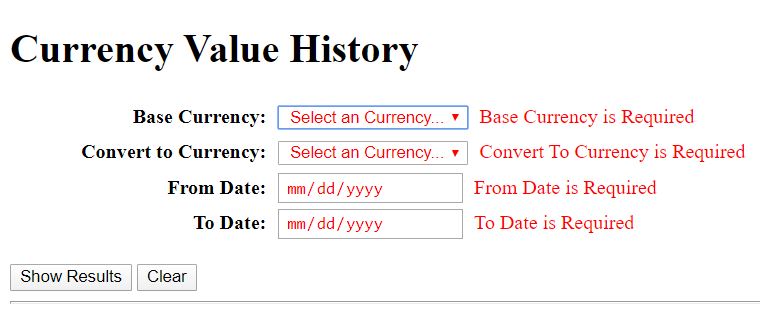 Currency Value History
Base Currency: Select an Currency... Base Currency is Required
Convert to Currency: Select an Currency... Convert To Currency is Required
From Date: mm/dd/yyyy From Date is Required
To Date: mm/dd/yyyy To Date is Required
Show Results Clear